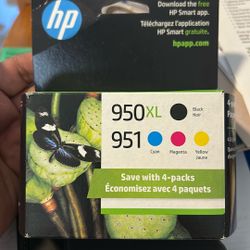 hp
Download the free
HP Smart app.
Téléchargez l'application
HP Smart gratuite.
hpapp.com
950XL
Black
Noir
951
Cyan
Magenta
Yellow
Jaune
Save with 4-packs
Économisez avec 4 paquets